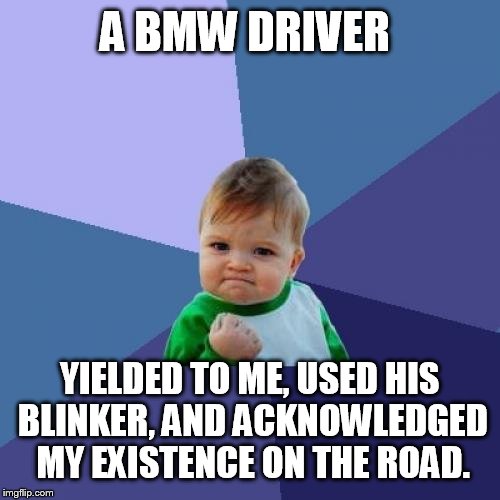 A BMW DRIVER
YIELDED TO ME, USED HIS
BLINKER, AND ACKNOWLEDGED
MY EXISTENCE ON THE ROAD.
imgflip.com